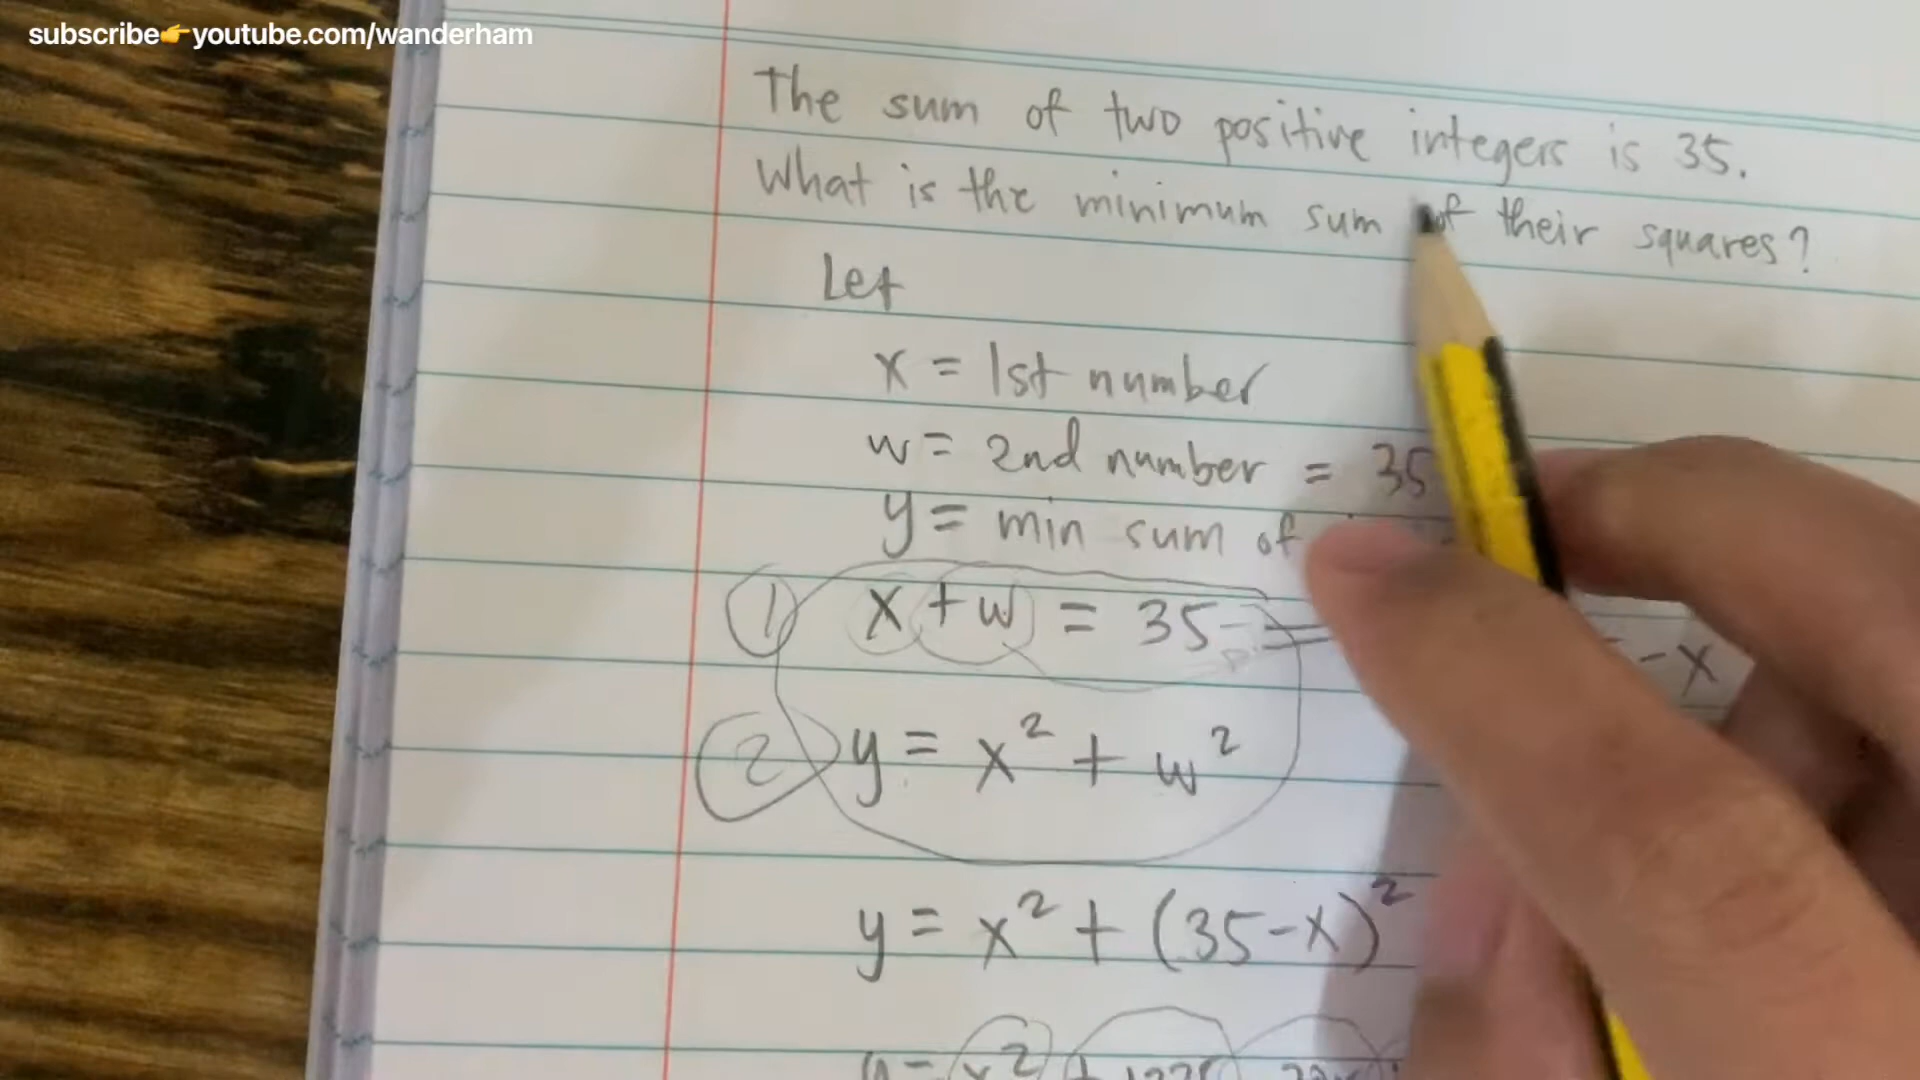 subscribe👉youtube.com/wanderham
The sum of two positive integers is 35.
What is the minimum sum of their squares?
Let
x = 1st number
w = 2nd number = 35
y = min sum of
① x + w = 35 =
- x
② y = x² + w²
y = x² + (35-x)²